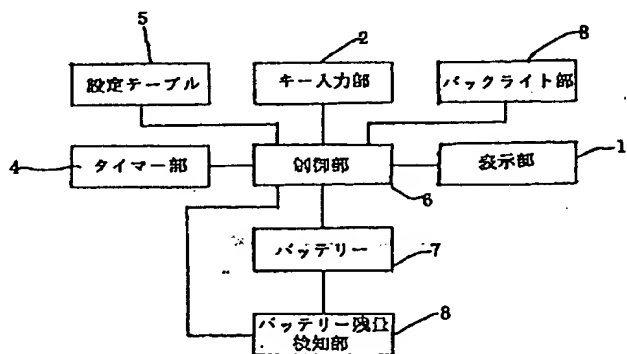 5
2
8
設定テーブル
キー入力部
バックライト部
4
タイマー部
制御部
表示部
1
6
バッテリー
7
バッテリー残量
検知部
8